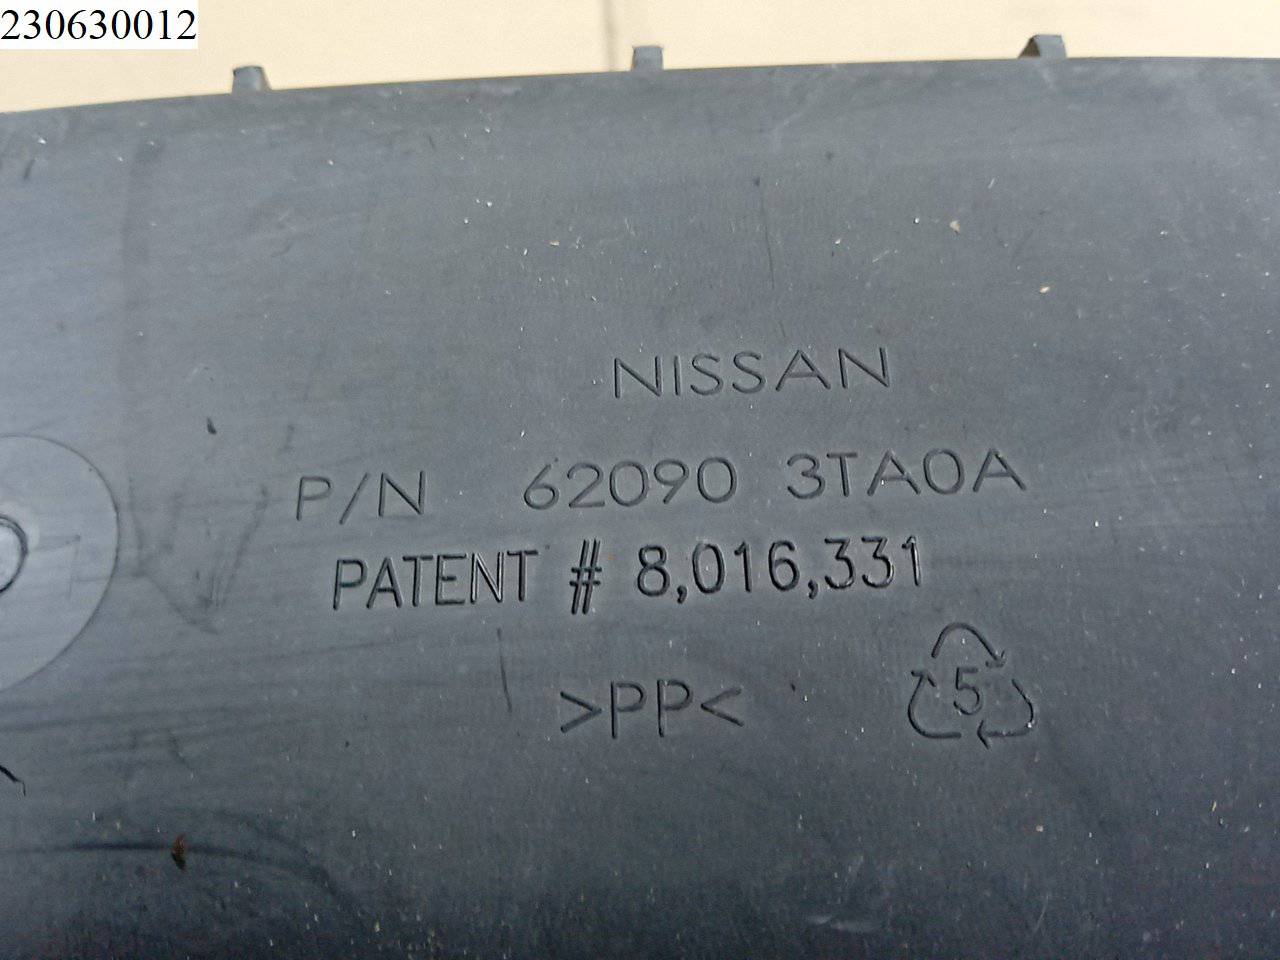 230630012
NISSAN
P/N 62090 3TA0A
PATENT # 8,016,331
>PP<
5